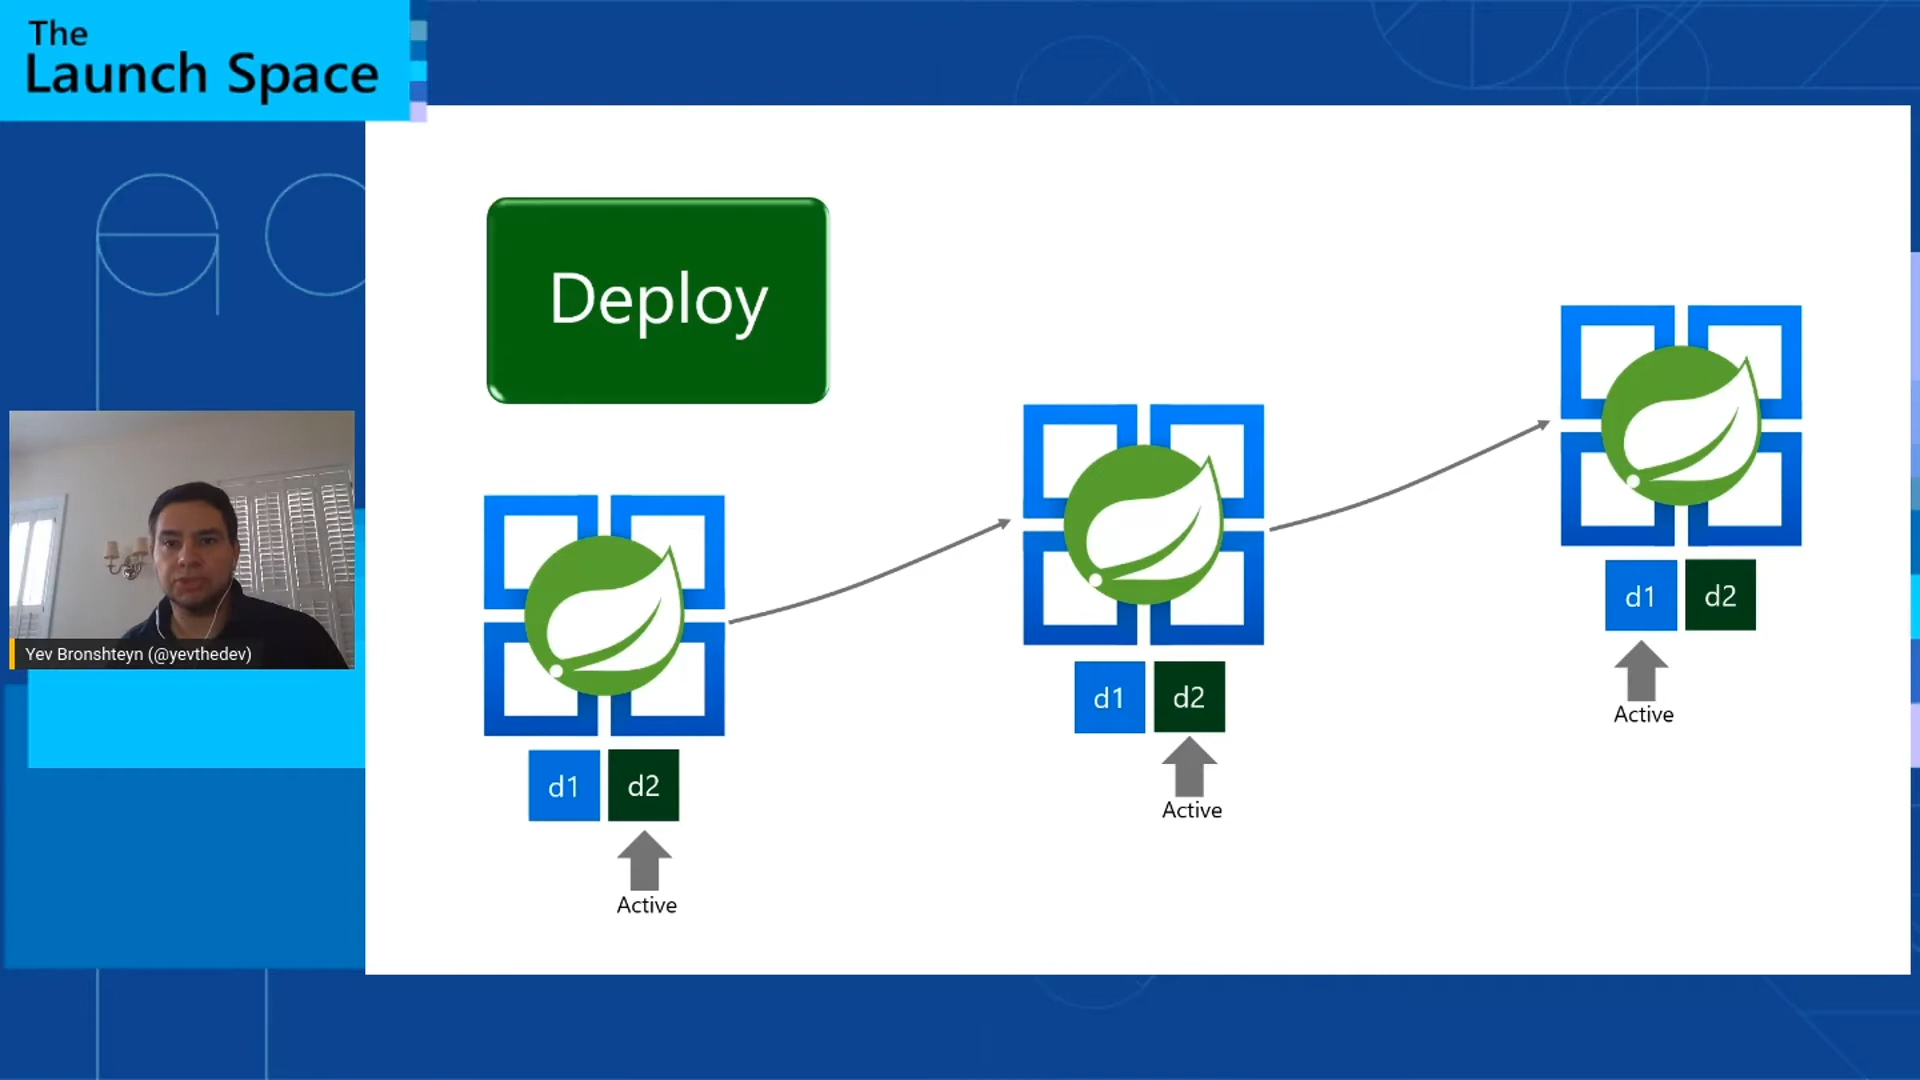 The
Launch Space
Deploy
d1 d2
Active
d1 d2
Active
d1 d2
Active
Yev Bronshteyn (@yevthedev)